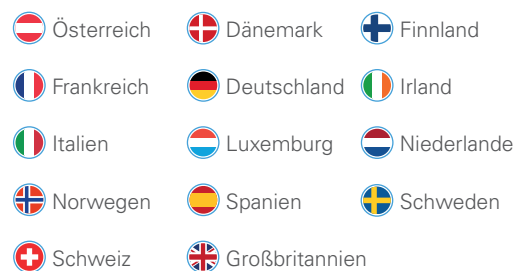 Österreich Dänemark Finnland
Frankreich Deutschland Irland
Italien Luxemburg Niederlande
Norwegen Spanien Schweden
Schweiz Großbritannien